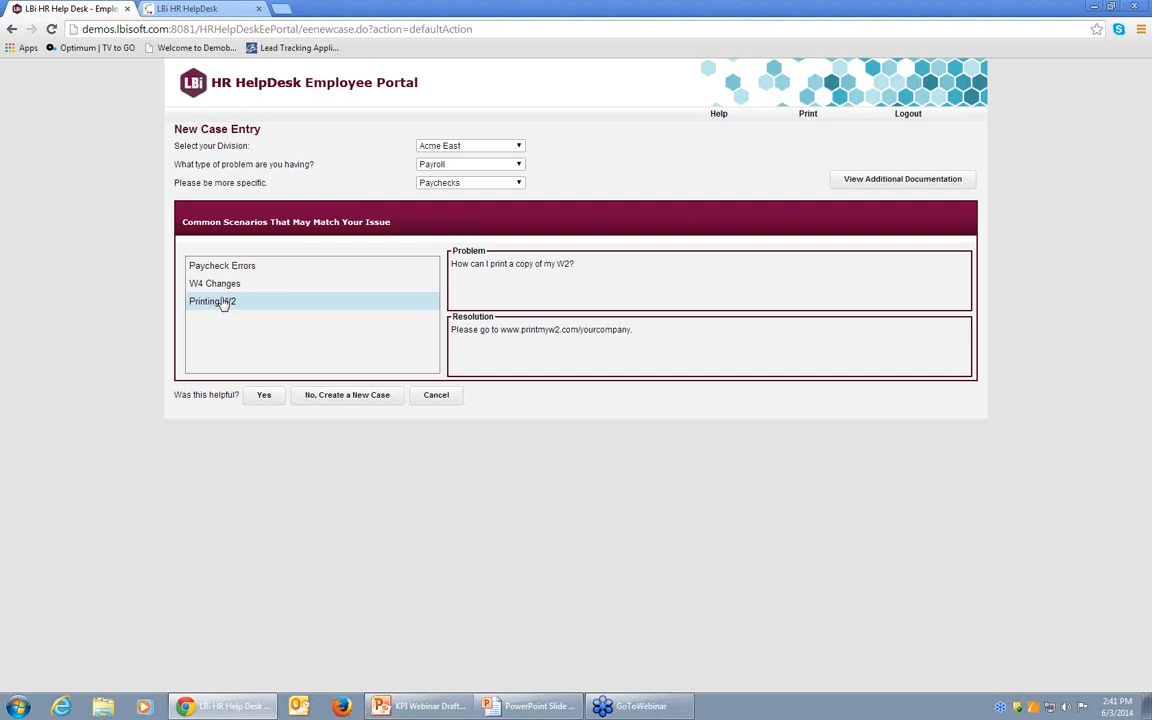 LBi HR Help Desk - Emplo
LBi HR HelpDesk
demos.lbisoft.com:8081/HRHelpDeskEePortal/eenewcase.do?action=defaultAction
Apps
Optimum | TV to GO
Welcome to Demob...
Lead Tracking Appli...
LBi HR HelpDesk Employee Portal
Help
Print
Logout
New Case Entry
Select your Division:
Acme East
What type of problem are you having?
Payroll
Please be more specific.
Paychecks
View Additional Documentation
Common Scenarios That May Match Your Issue
Paycheck Errors
W4 Changes
Printing W2
Problem
How can I print a copy of my W2?
Resolution
Please go to www.printmyw2.com/yourcompany.
Was this helpful?
Yes
No, Create a New Case
Cancel
LBi HR Help Desk ...
KPI Webinar Draft...
PowerPoint Slide ...
GoToWebinar
2:41 PM
6/3/2014